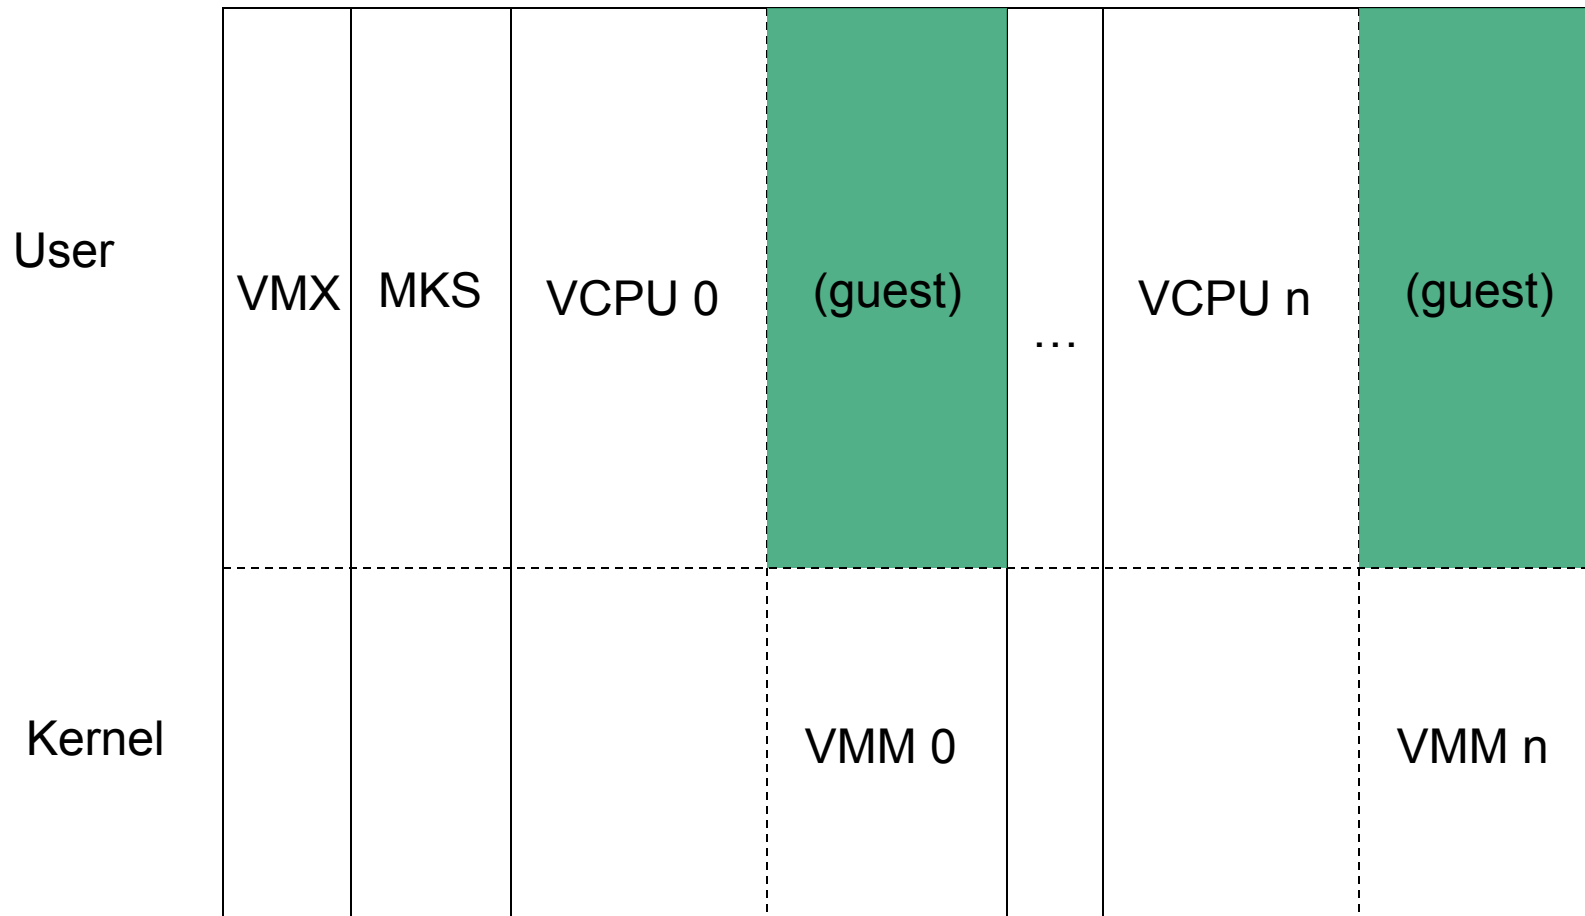 User
VMX
MKS
VCPU 0
(guest)
…
VCPU n
(guest)
Kernel
VMM 0
VMM n